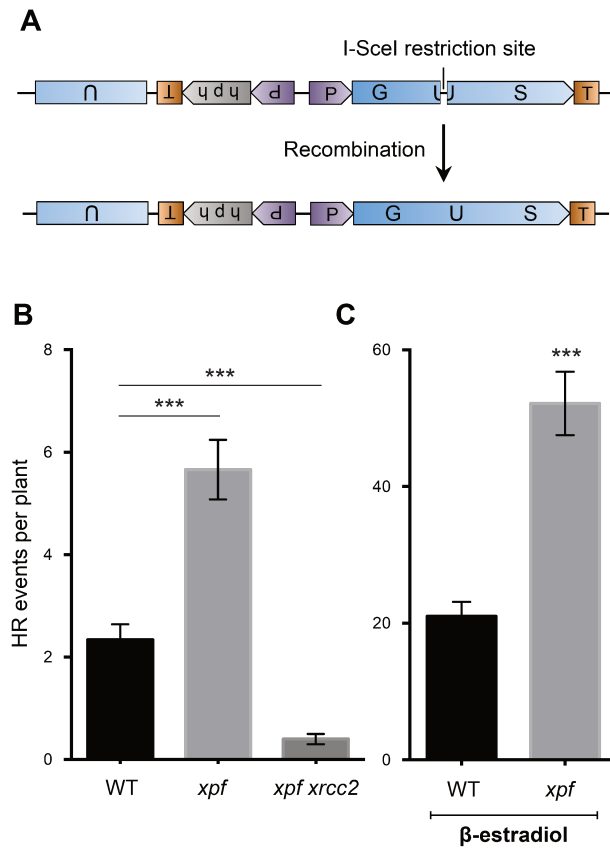 A
I-SceI restriction site
U T hph P P G U S T
Recombination
U T hph P P G U S T
B
C
HR events per plant
8
6
4
2
0
***
***
WT
xpf
xpf xrcc2
60
40
20
0
***
WT
xpf
β-estradiol